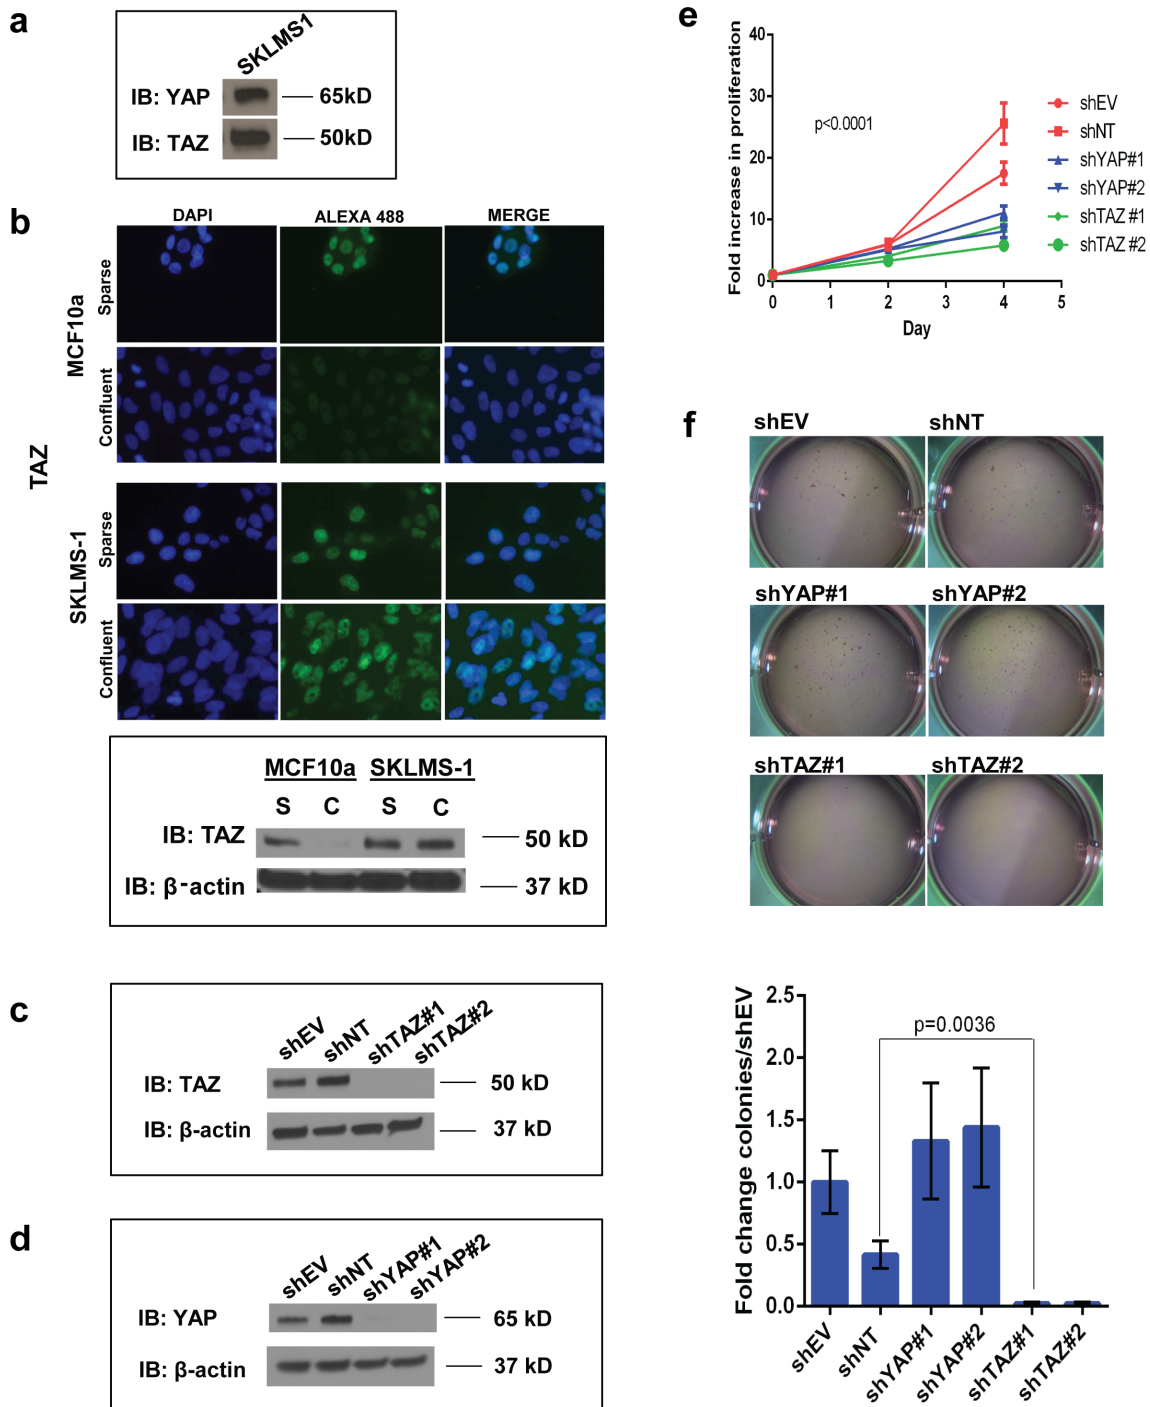 a
SKLMS1
IB: YAP
65kD
IB: TAZ
50kD
b
DAPI
ALEXA 488
MERGE
TAZ
MCF10a
Sparse
Confluent
SKLMS-1
Sparse
Confluent
MCF10a SKLMS-1
S C S C
IB: TAZ
50 kD
IB: β-actin
37 kD
c
shEV shNT shTAZ#1 shTAZ#2
IB: TAZ
50 kD
IB: β-actin
37 kD
d
shEV shNT shYAP#1 shYAP#2
IB: YAP
65 kD
IB: β-actin
37 kD
e
Fold increase in proliferation
40
30
20
10
0
p<0.0001
0 1 2 3 4 5
Day
shEV
shNT
shYAP#1
shYAP#2
shTAZ #1
shTAZ #2
f
shEV shNT
shYAP#1 shYAP#2
shTAZ#1 shTAZ#2
Fold change colonies/shEV
2.5
2.0
1.5
1.0
0.5
0.0
p=0.0036
shEV shNT shYAP#1 shYAP#2 shTAZ#1 shTAZ#2